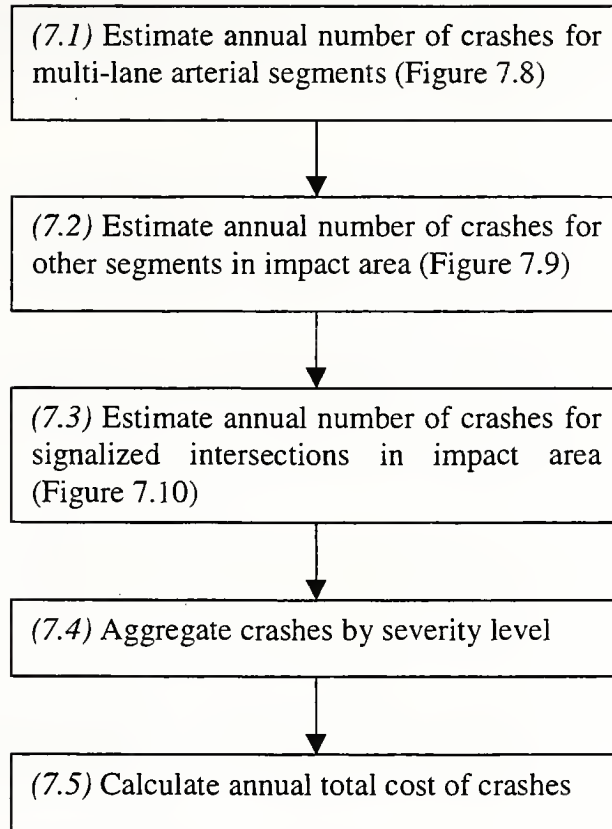 (7.1) Estimate annual number of crashes for
multi-lane arterial segments (Figure 7.8)
(7.2) Estimate annual number of crashes for
other segments in impact area (Figure 7.9)
(7.3) Estimate annual number of crashes for
signalized intersections in impact area
(Figure 7.10)
(7.4) Aggregate crashes by severity level
(7.5) Calculate annual total cost of crashes